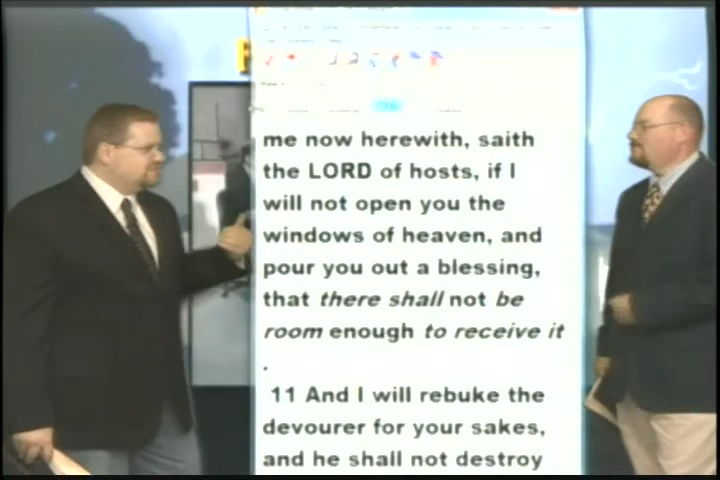 me now herewith, saith
the LORD of hosts, if I
will not open you the
windows of heaven, and
pour you out a blessing,
that there shall not be
room enough to receive it
.
11 And I will rebuke the
devourer for your sakes,
and he shall not destroy